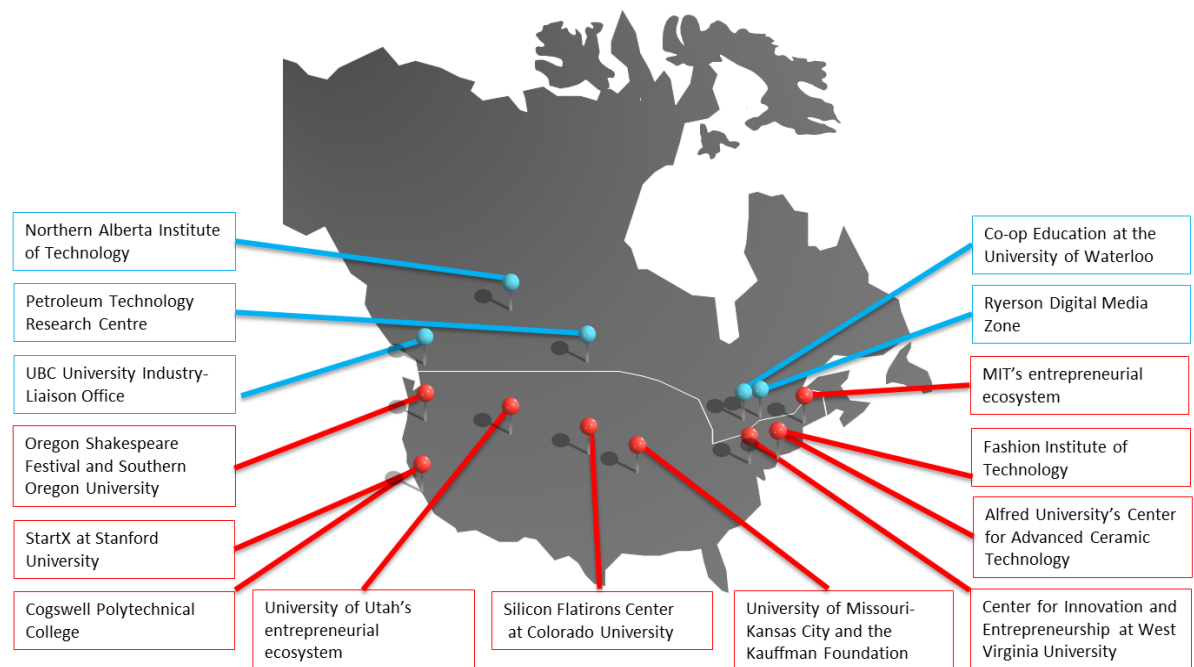 Northern Alberta Institute
of Technology
Petroleum Technology
Research Centre
UBC University Industry-
Liaison Office
Oregon Shakespeare
Festival and Southern
Oregon University
StartX at Stanford
University
Cogswell Polytechnical
College
University of Utah's
entrepreneurial
ecosystem
Silicon Flatirons Center
at Colorado University
University of Missouri-
Kansas City and the
Kauffman Foundation
Co-op Education at the
University of Waterloo
Ryerson Digital Media
Zone
MIT's entrepreneurial
ecosystem
Fashion Institute of
Technology
Alfred University's Center
for Advanced Ceramic
Technology
Center for Innovation and
Entrepreneurship at West
Virginia University